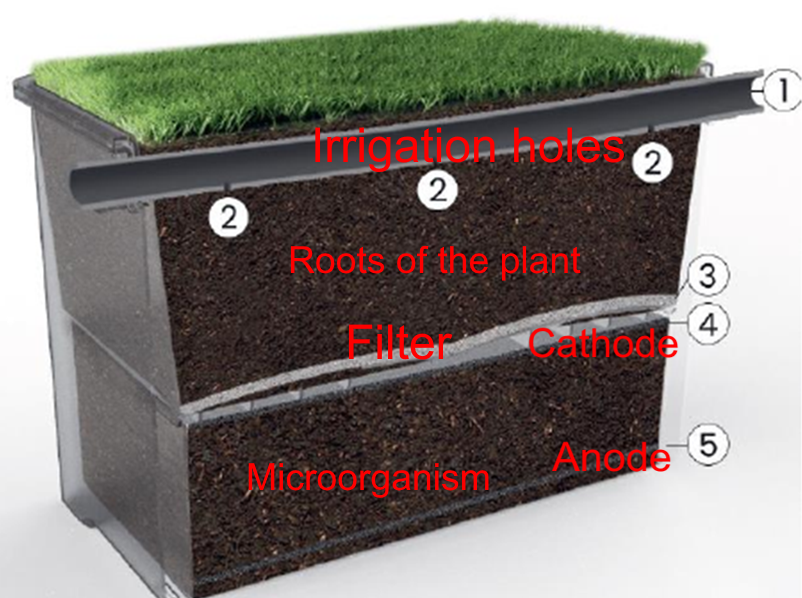 1
Irrigation holes
2
2
2
Roots of the plant
3
4
Filter
Cathode
5
Anode
Microorganism